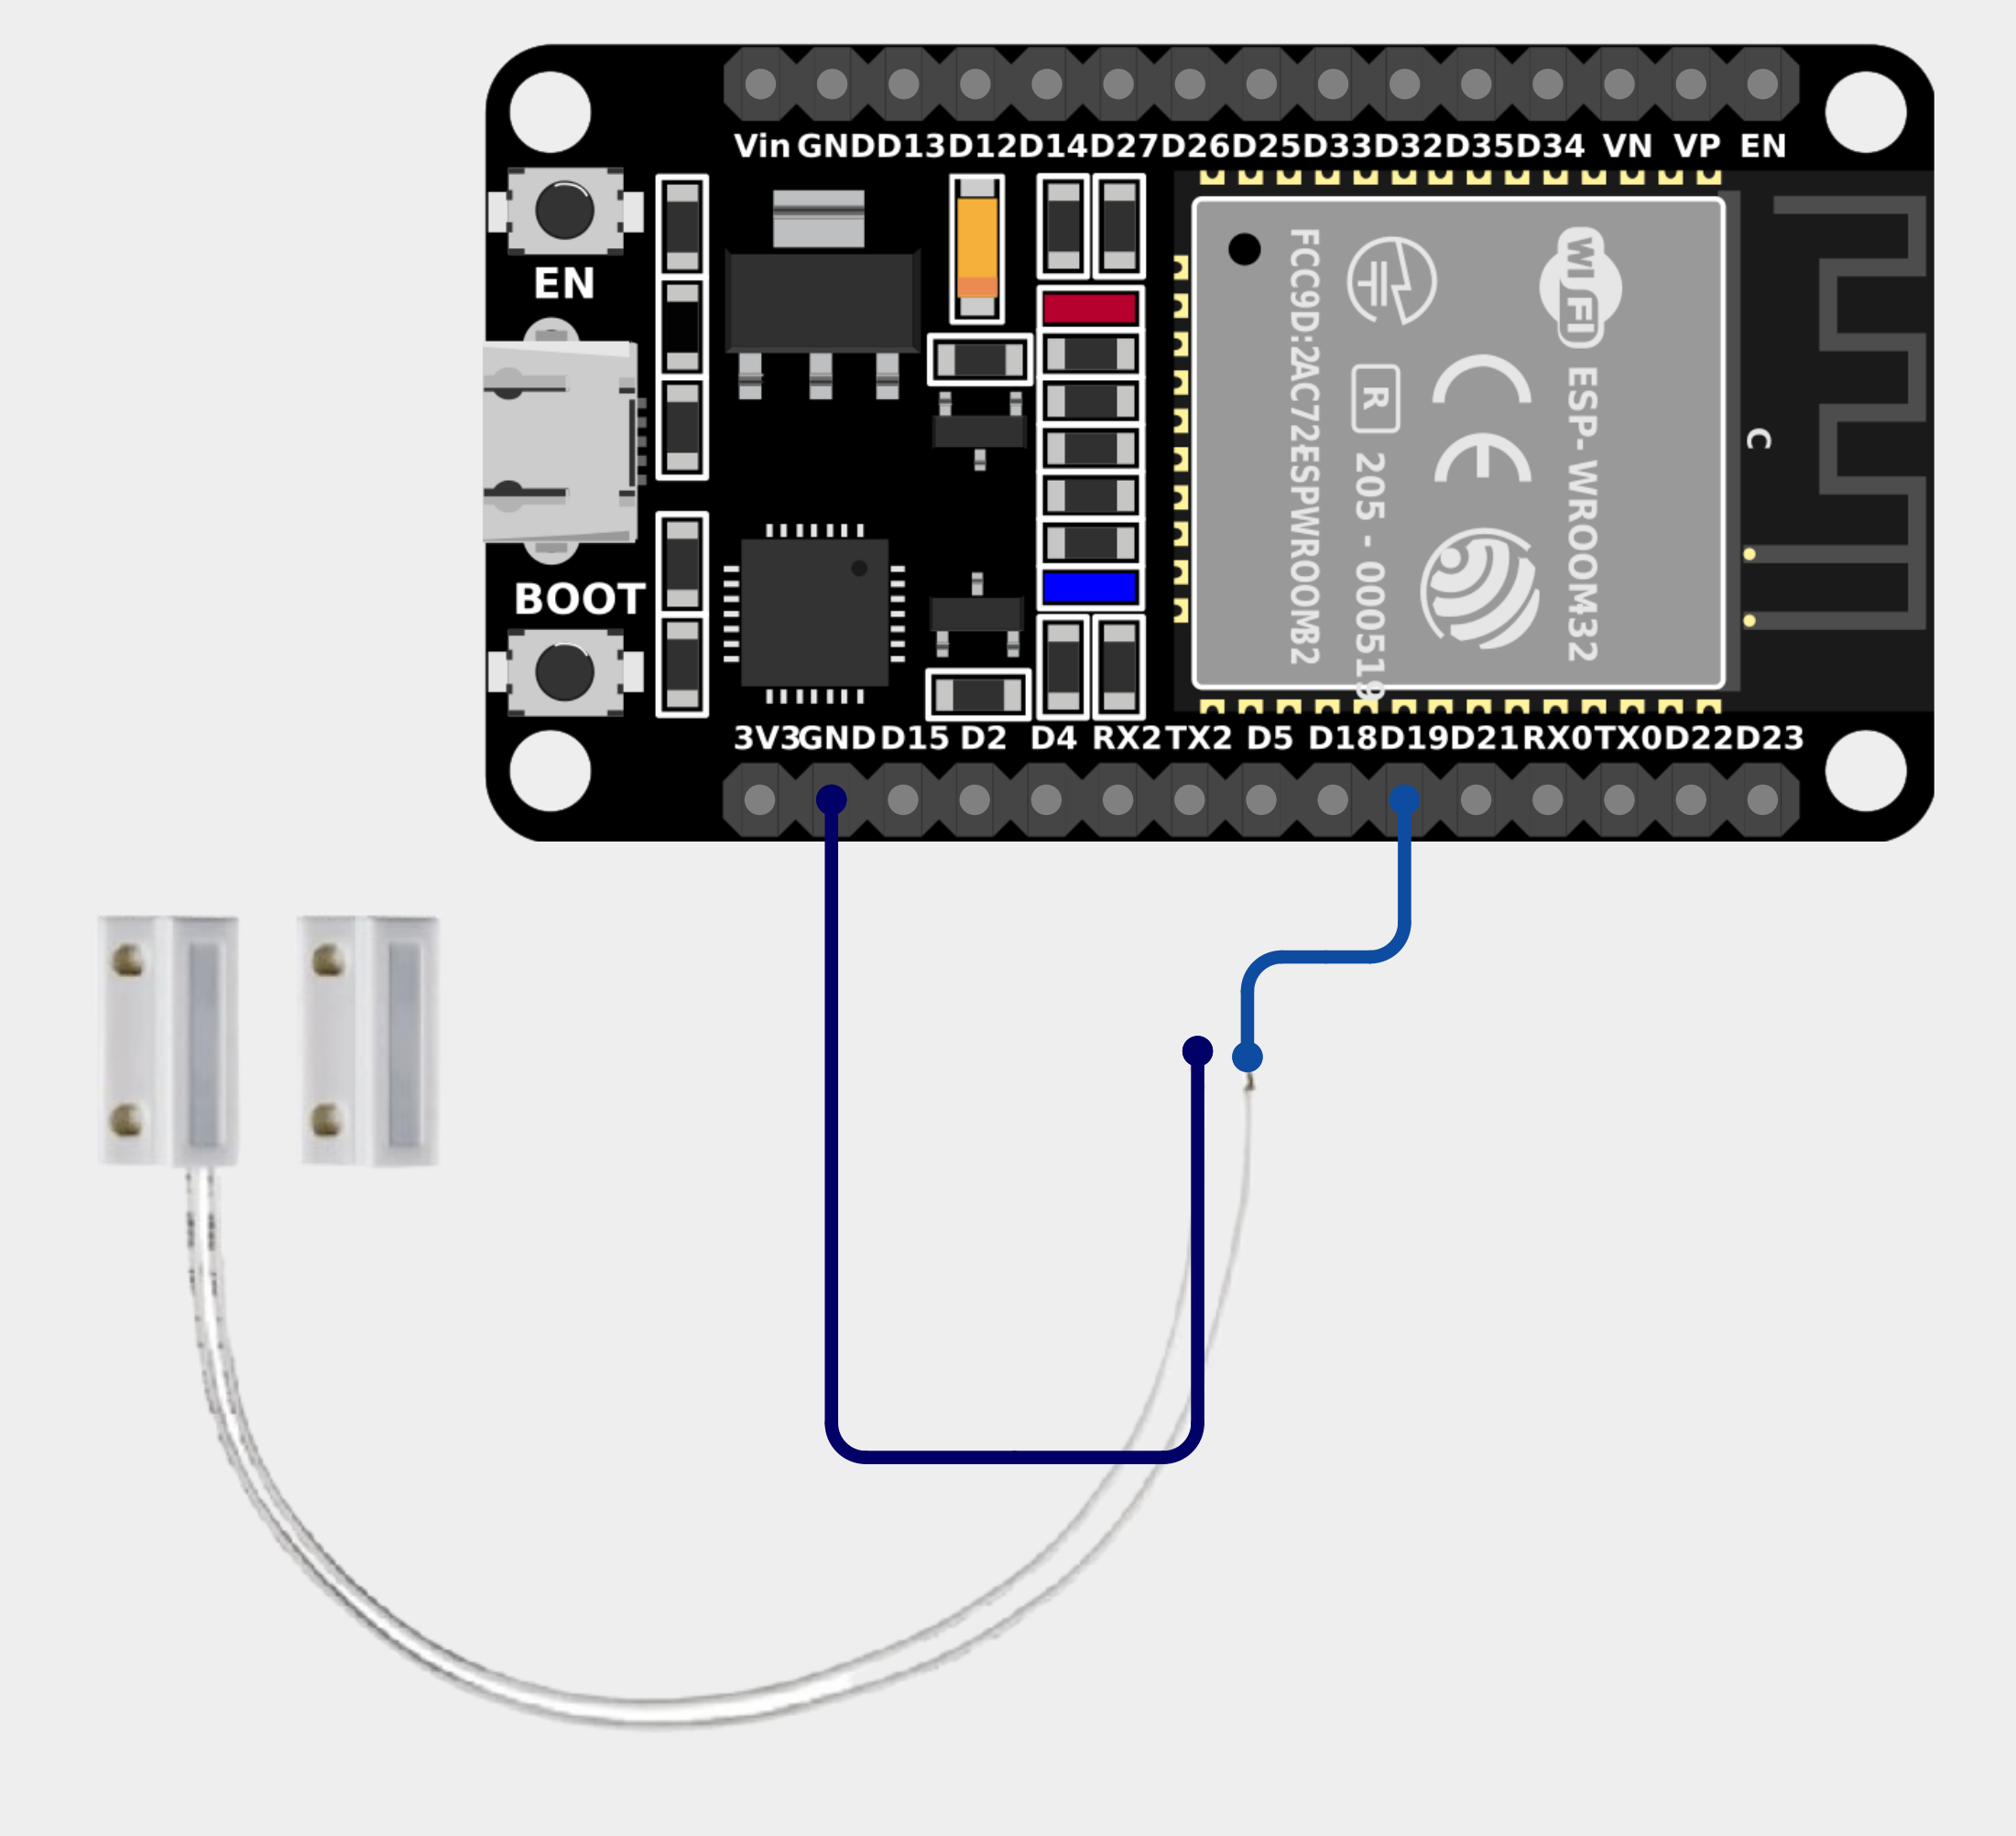 Vin GND D13 D12 D14 D27 D26 D25 D33 D32 D35 D34 VN VP EN
EN
BOOT
FCC9D:2AC72ESPWROOMB2
R 205 - 000519
CE
WiFi ESP-WROOM32
C
3V3 GND D15 D2 D4 RX2 TX2 D5 D18 D19 D21 RX0 TX0 D22 D23